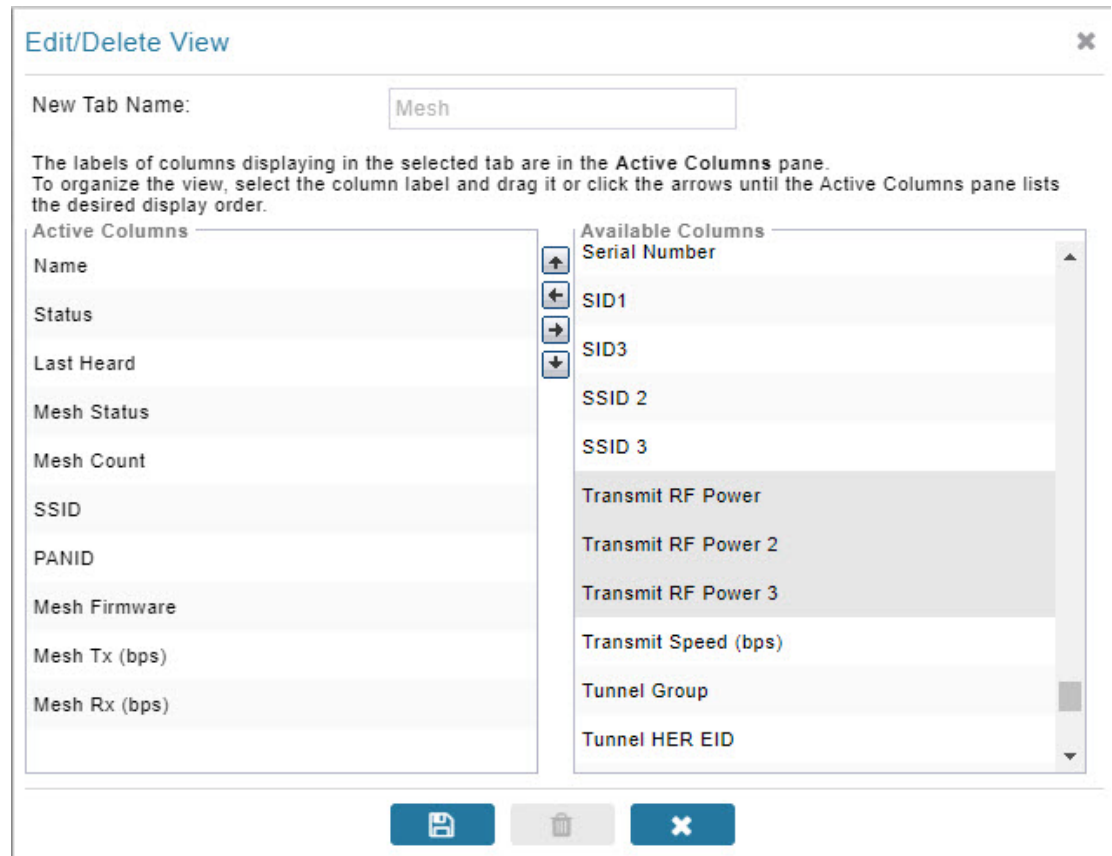 Edit/Delete View
New Tab Name:
Mesh
The labels of columns displaying in the selected tab are in the Active Columns pane.
To organize the view, select the column label and drag it or click the arrows until the Active Columns pane lists
the desired display order.
Active Columns
Name
Status
Last Heard
Mesh Status
Mesh Count
SSID
PANID
Mesh Firmware
Mesh Tx (bps)
Mesh Rx (bps)
Available Columns
Serial Number
SID1
SID3
SSID 2
SSID 3
Transmit RF Power
Transmit RF Power 2
Transmit RF Power 3
Transmit Speed (bps)
Tunnel Group
Tunnel HER EID